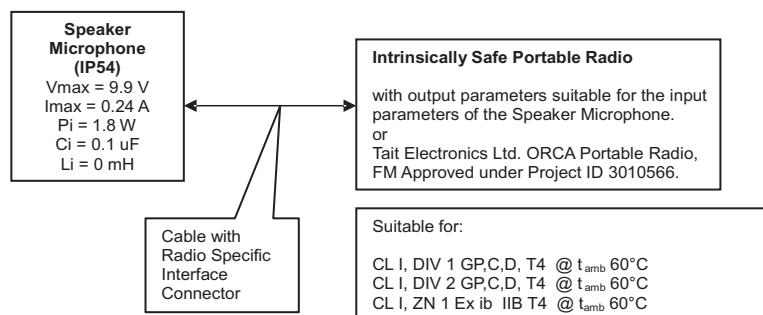 Speaker
Microphone
(IP54)
Vmax = 9.9 V
Imax = 0.24 A
Pi = 1.8 W
Ci = 0.1 uF
Li = 0 mH
Intrinsically Safe Portable Radio
with output parameters suitable for the input
parameters of the Speaker Microphone.
or
Tait Electronics Ltd. ORCA Portable Radio,
FM Approved under Project ID 3010566.
Cable with
Radio Specific
Interface
Connector
Suitable for:
CL I, DIV 1 GP,C,D, T4 @ tamb 60°C
CL I, DIV 2 GP,C,D, T4 @ tamb 60°C
CL I, ZN 1 Ex ib IIB T4 @ tamb 60°C